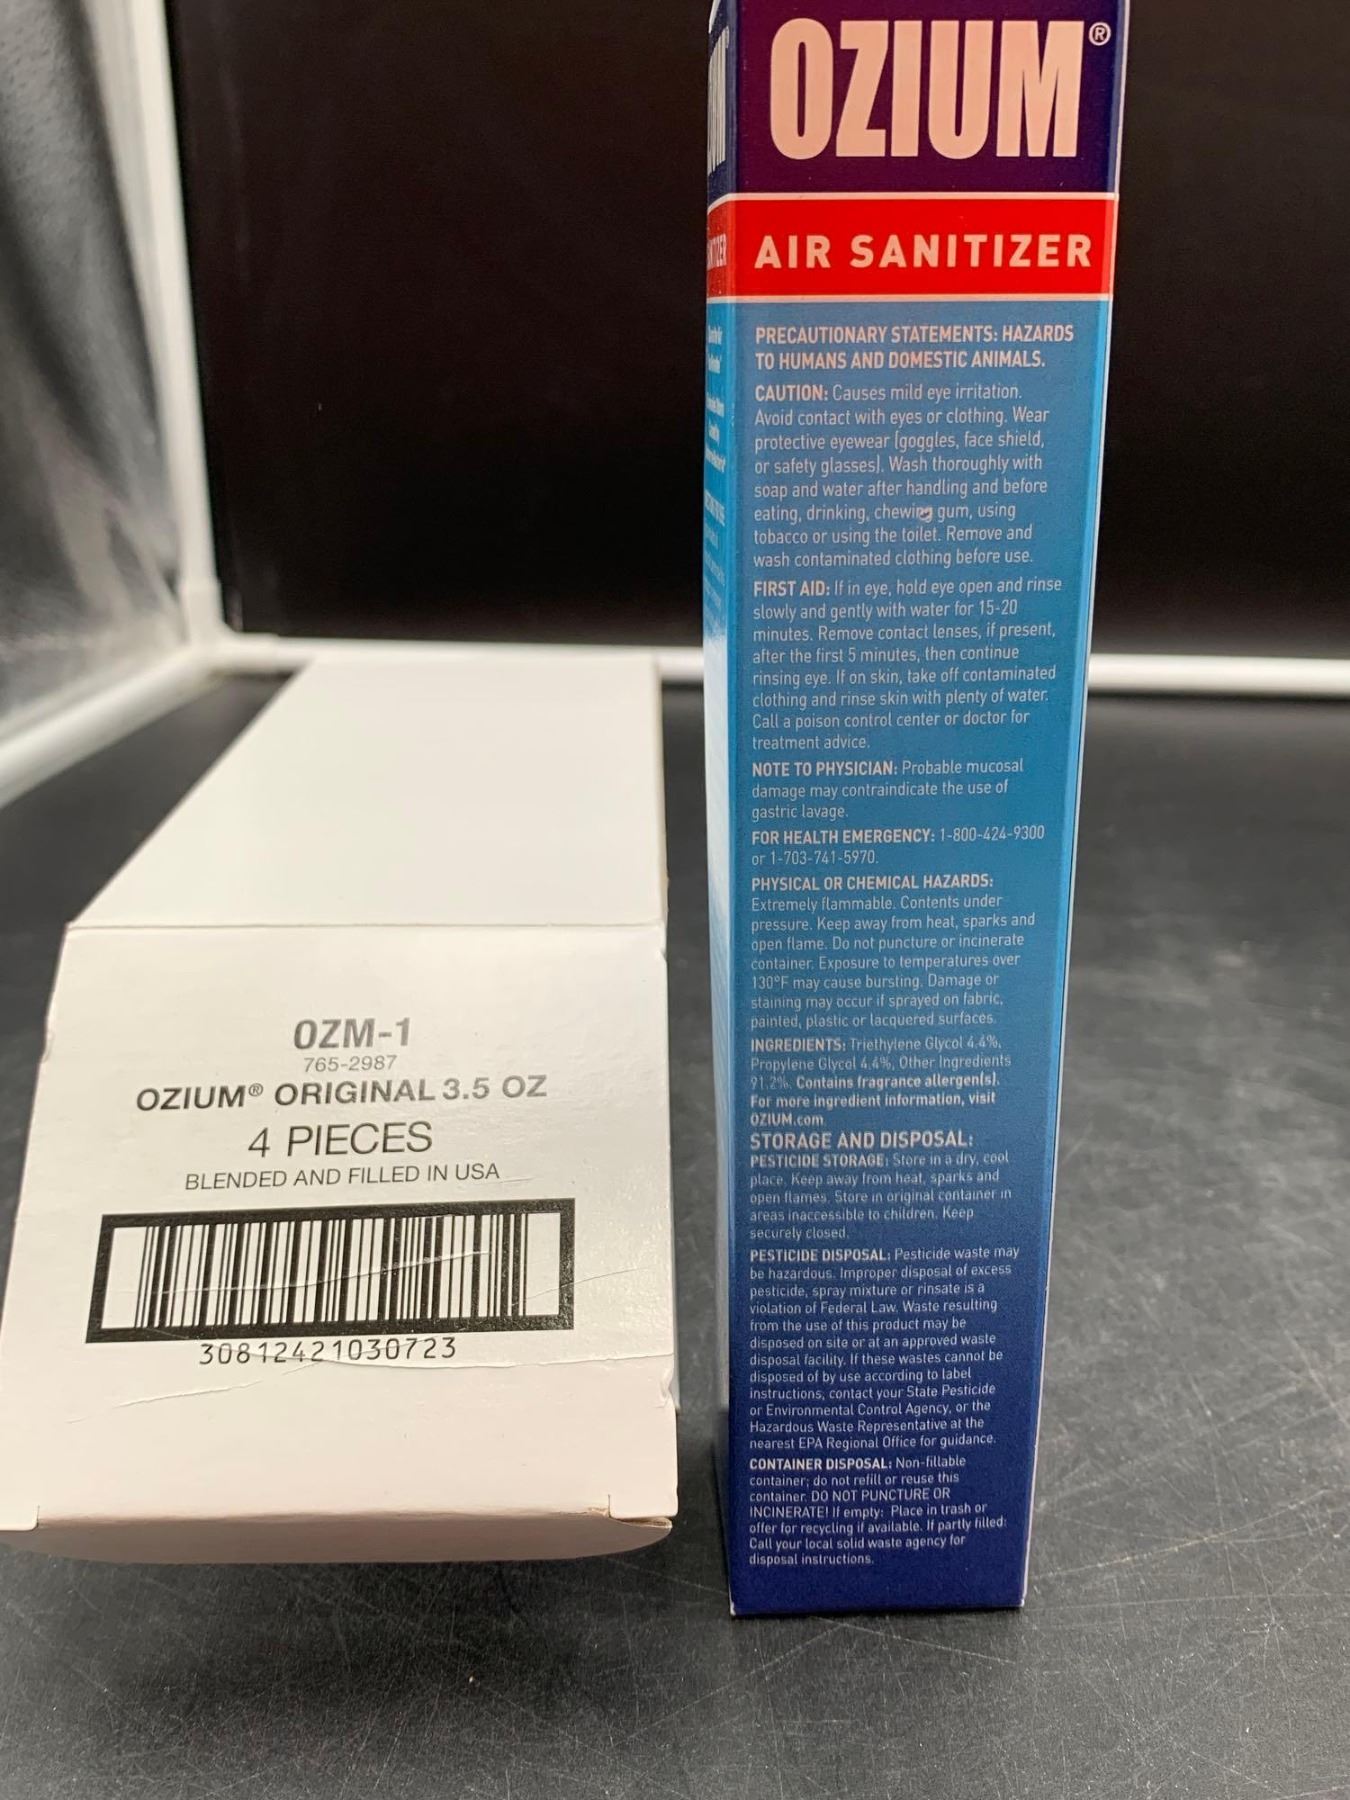 OZIUM®
AIR SANITIZER
PRECAUTIONARY STATEMENTS: HAZARDS
TO HUMANS AND DOMESTIC ANIMALS.
CAUTION: Causes mild eye irritation.
Avoid contact with eyes or clothing. Wear
protective eyewear (goggles, face shield,
or safety glasses). Wash thoroughly with
soap and water after handling and before
eating, drinking, chewing gum, using
tobacco or using the toilet. Remove and
wash contaminated clothing before use.
FIRST AID: If in eye, hold eye open and rinse
slowly and gently with water for 15-20
minutes. Remove contact lenses, if present,
after the first 5 minutes, then continue
rinsing eye. If on skin, take off contaminated
clothing and rinse skin with plenty of water.
Call a poison control center or doctor for
treatment advice.
NOTE TO PHYSICIAN: Probable mucosal
damage may contraindicate the use of
gastric lavage.
FOR HEALTH EMERGENCY: 1-800-424-9300
or 1-703-741-5970.
PHYSICAL OR CHEMICAL HAZARDS:
Extremely flammable. Contents under
pressure. Keep away from heat, sparks and
open flame. Do not puncture or incinerate
container. Exposure to temperatures over
130°F may cause bursting. Damage or
staining may occur if sprayed on fabric,
painted, plastic or lacquered surfaces.
INGREDIENTS: Triethylene Glycol 4.4%,
Propylene Glycol 4.4%, Other Ingredients
91.2%. Contains fragrance allergen(s).
For more ingredient information, visit
OZIUM.com.
STORAGE AND DISPOSAL:
PESTICIDE STORAGE: Store in a dry, cool
place. Keep away from heat, sparks and
open flames. Store in original container in
areas inaccessible to children. Keep
securely closed.
PESTICIDE DISPOSAL: Pesticide waste may
be hazardous. Improper disposal of excess
pesticide, spray mixture or rinsate is a
violation of Federal Law. Waste resulting
from the use of this product may be
disposed on site or at an approved waste
disposal facility. If these wastes cannot be
disposed of by use according to label
instructions, contact your State Pesticide
or Environmental Control Agency, or the
Hazardous Waste Representative at the
nearest EPA Regional Office for guidance.
CONTAINER DISPOSAL: Non-fillable
container; do not refill or reuse this
container. DO NOT PUNCTURE OR
INCINERATE! If empty: Place in trash or
offer for recycling if available. If partly filled:
Call your local solid waste agency for
disposal instructions.
OZM-1
765-2987
OZIUM® ORIGINAL 3.5 OZ
4 PIECES
BLENDED AND FILLED IN USA
30812421030723